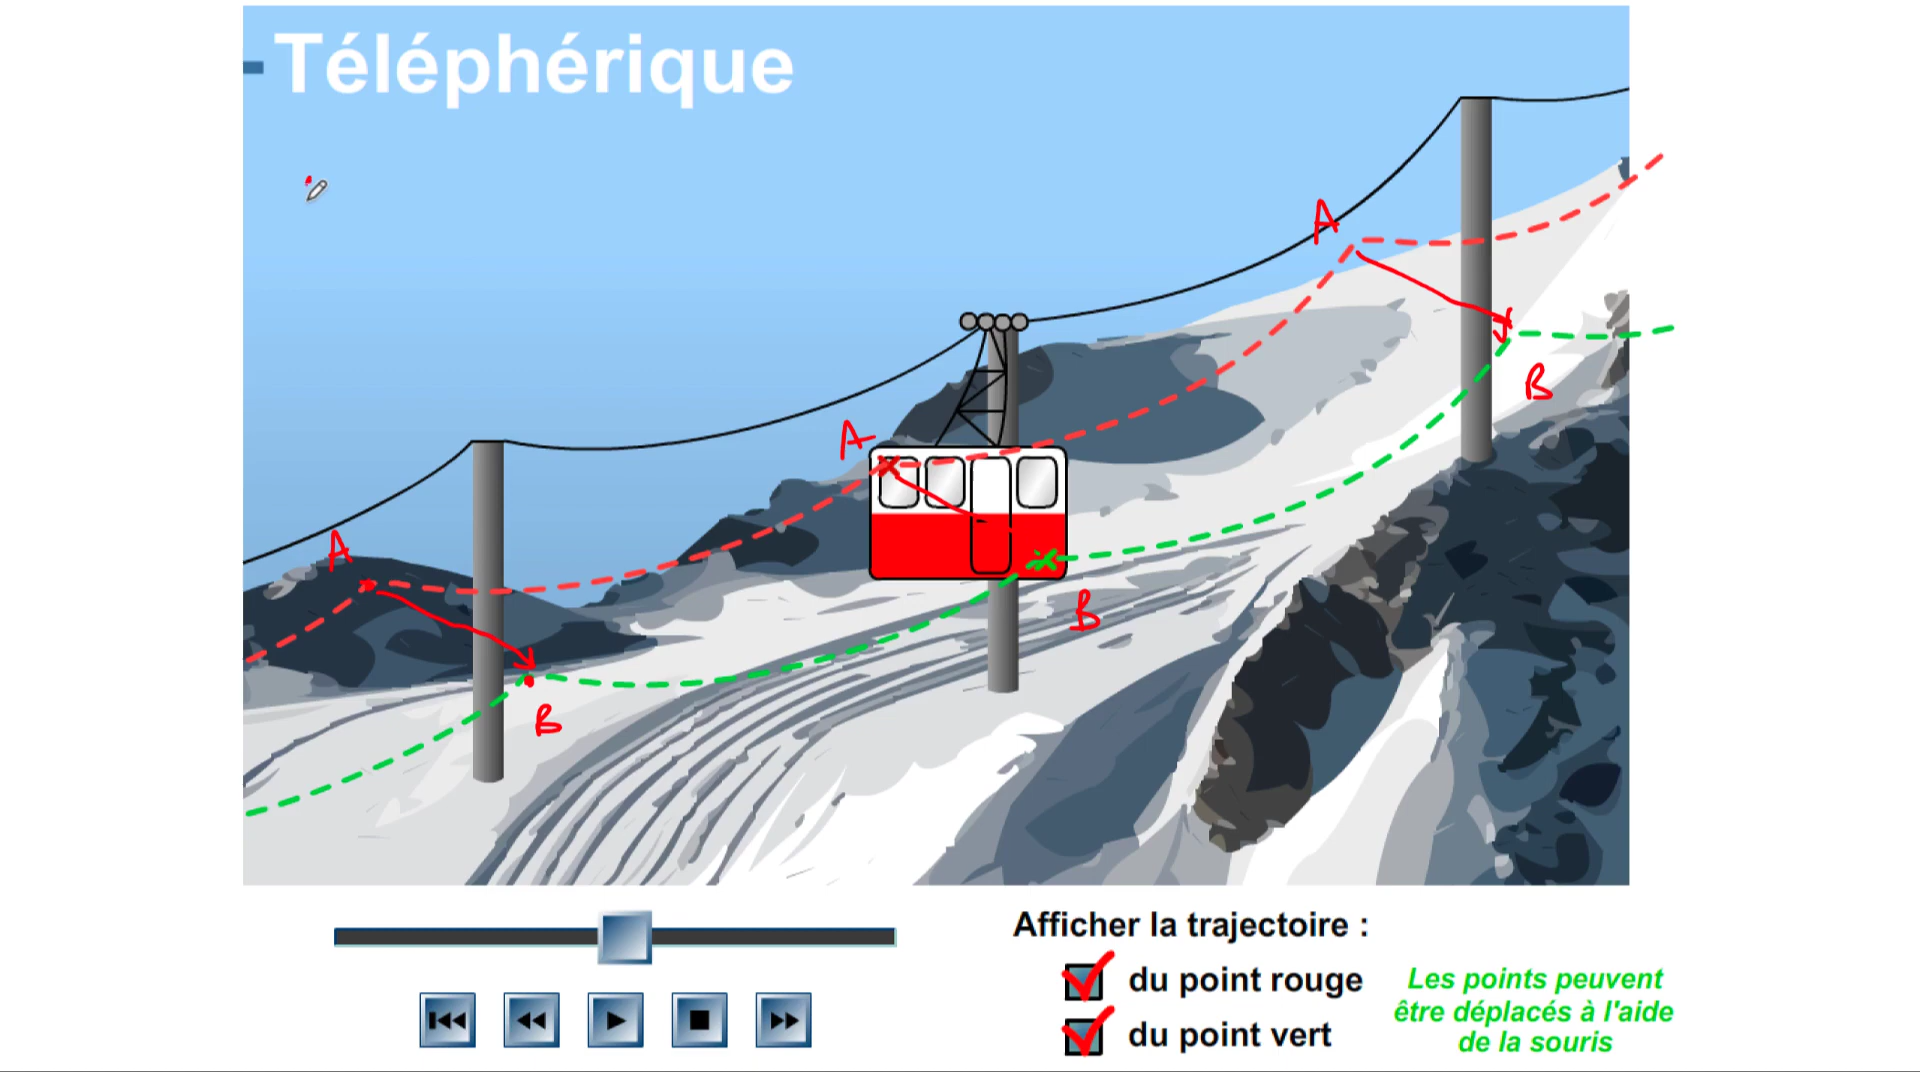 - Téléphérique
A
A
A
B
B
B
Afficher la trajectoire :
du point rouge
du point vert
Les points peuvent
être déplacés à l'aide
de la souris